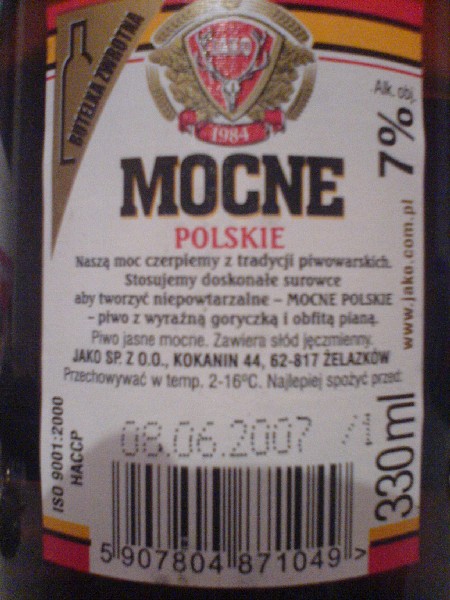 BUTELKA ZWROTNA
JAKO
1984
Alk. obj.
7%
MOCNE
POLSKIE
Naszą moc czerpiemy z tradycji piwowarskich.
Stosujemy doskonałe surowce
aby tworzyć niepowtarzalne – MOCNE POLSKIE
- piwo z wyraźną goryczką i obfitą pianą.
Piwo jasne mocne. Zawiera słód jęczmienny.
JAKO SP. Z O.O., KOKANIN 44, 62-817 ŻELAZKÓW
Przechowywać w temp. 2-16°C. Najlepiej spożyć przed:
www.jako.com.pl
08.06.2007
330ml
ISO 9001:2000
HACCP
5 907804 871049 >